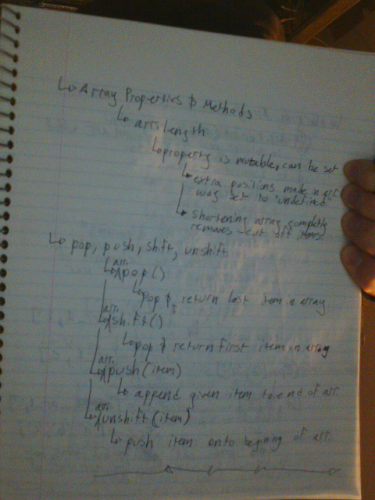 ↳ Array Properties & Methods
↳ arr.length
↳ property is mutable, can be set
↳ extra positions made in
way set to 'undefined'
↳ shortening array completly
removes cut off items
↳ pop, push, shift, unshift
↳ arr.pop()
↳ pop & return last item in array
↳ arr.shift()
↳ pop & return first item in array
↳ arr.push(item)
↳ append given item to end of arr.
↳ arr.unshift(item)
↳ push item onto beginning of arr.